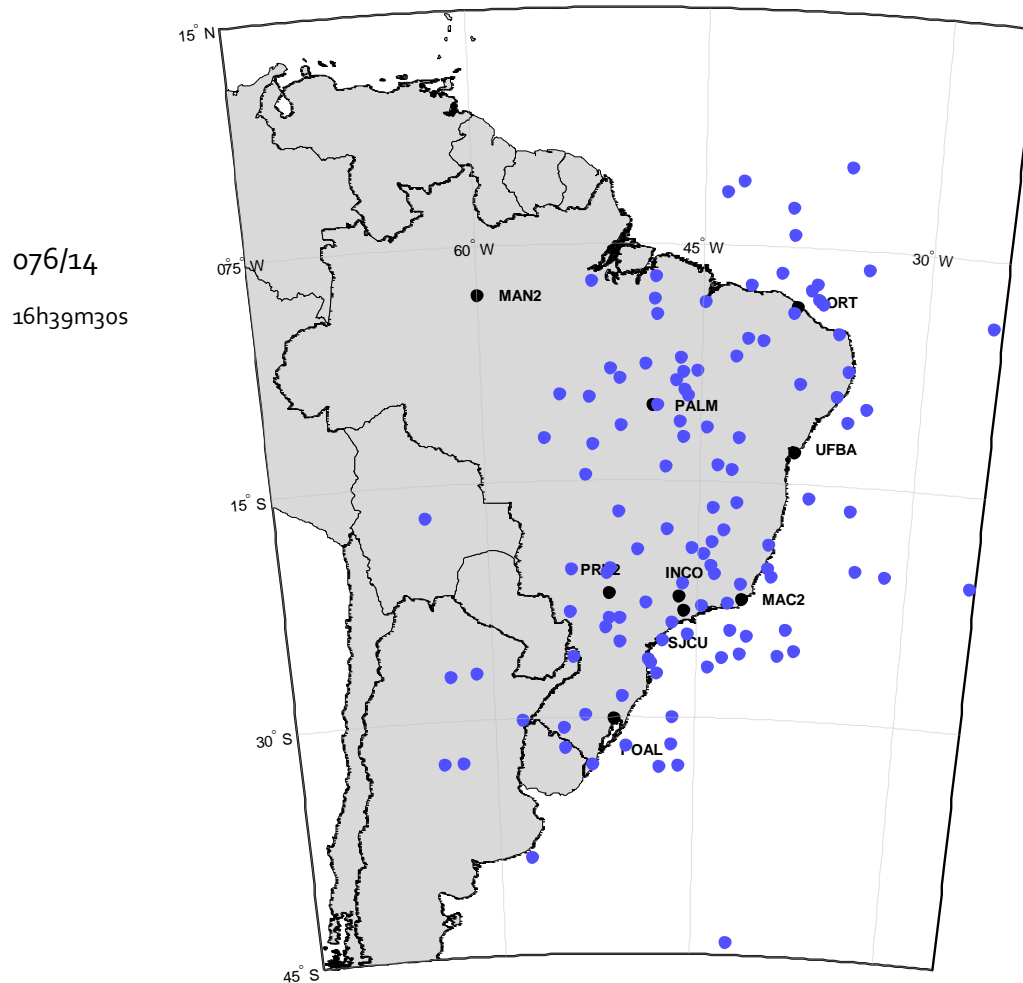 15° N
076/14
16h39m30s
075° W
60° W
45° W
30° W
MAN2
ORT
PALM
UFBA
15° S
PRU2
INCO
MAC2
SJCU
30° S
POAL
45° S